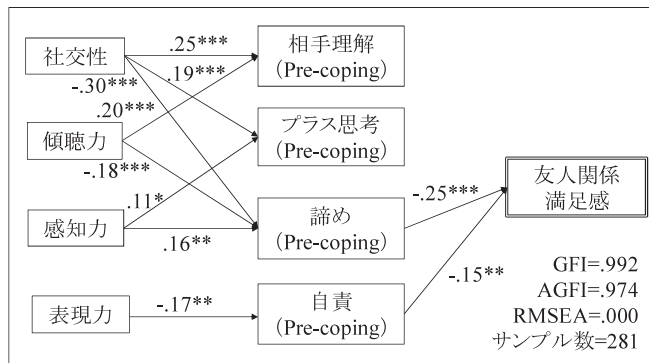 社交性
傾聴力
感知力
表現力
.25***
.19***
-.30***
.20***
-.18***
.11*
.16**
-.17**
相手理解
(Pre-coping)
プラス思考
(Pre-coping)
諦め
(Pre-coping)
自責
(Pre-coping)
-.25***
-.15**
友人関係
満足感
GFI=.992
AGFI=.974
RMSEA=.000
サンプル数=281